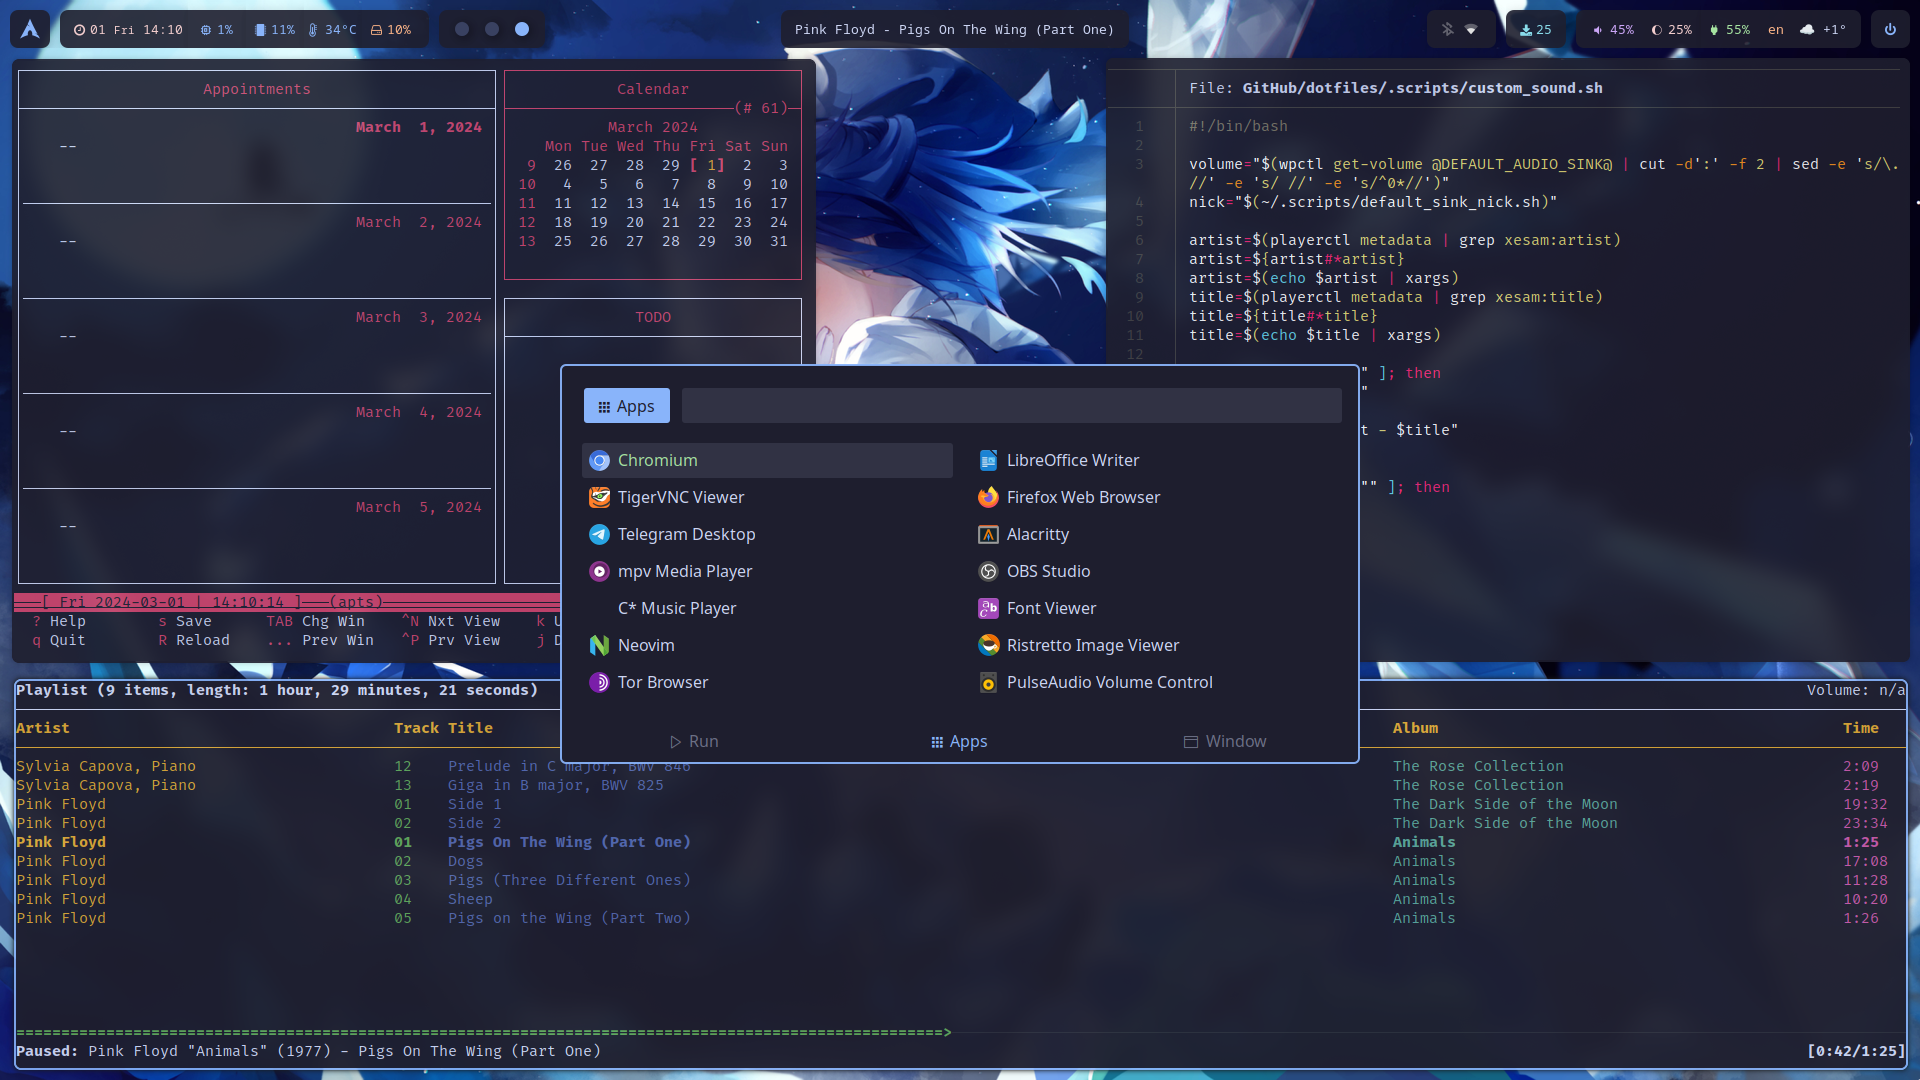 01 Fri 14:10 1% 11% 34°C 10%
Pink Floyd - Pigs On The Wing (Part One)
25 45% 25% 55% en +1°
Appointments
March 1, 2024
--
March 2, 2024
--
March 3, 2024
--
March 4, 2024
--
March 5, 2024
--
Calendar
(# 61)
March 2024
Mon Tue Wed Thu Fri Sat Sun
9 26 27 28 29 [ 1] 2 3
10 4 5 6 7 8 9 10
11 11 12 13 14 15 16 17
12 18 19 20 21 22 23 24
13 25 26 27 28 29 30 31
TODO
[ Fri 2024-03-01 | 14:10:14 ] (apts)
? Help s Save TAB Chg Win ^N Nxt View k
q Quit R Reload ... Prev Win ^P Prv View j
File: GitHub/dotfiles/.scripts/custom_sound.sh
1 #!/bin/bash
2
3 volume="$(wpctl get-volume @DEFAULT_AUDIO_SINK@ | cut -d':' -f 2 | sed -e 's/\.
//' -e 's/ //' -e 's/^0*//')"
4 nick="$(~/.scripts/default_sink_nick.sh)"
5
6 artist=$(playerctl metadata | grep xesam:artist)
7 artist=${artist#*artist}
8 artist=$(echo $artist | xargs)
9 title=$(playerctl metadata | grep xesam:title)
10 title=${title#*title}
11 title=$(echo $title | xargs)
12
" ]; then
"
t - $title"
"" ]; then
Apps
Chromium
TigerVNC Viewer
Telegram Desktop
mpv Media Player
C* Music Player
Neovim
Tor Browser
LibreOffice Writer
Firefox Web Browser
Alacritty
OBS Studio
Font Viewer
Ristretto Image Viewer
PulseAudio Volume Control
Run Apps Window
Playlist (9 items, length: 1 hour, 29 minutes, 21 seconds) Volume: n/a
Artist Track Title Album Time
Sylvia Capova, Piano 12 Prelude in C major, BWV 846 The Rose Collection 2:09
Sylvia Capova, Piano 13 Giga in B major, BWV 825 The Rose Collection 2:19
Pink Floyd 01 Side 1 The Dark Side of the Moon 19:32
Pink Floyd 02 Side 2 The Dark Side of the Moon 23:34
Pink Floyd 01 Pigs On The Wing (Part One) Animals 1:25
Pink Floyd 02 Dogs Animals 17:08
Pink Floyd 03 Pigs (Three Different Ones) Animals 11:28
Pink Floyd 04 Sheep Animals 10:20
Pink Floyd 05 Pigs on the Wing (Part Two) Animals 1:26
Paused: Pink Floyd "Animals" (1977) - Pigs On The Wing (Part One) [0:42/1:25]